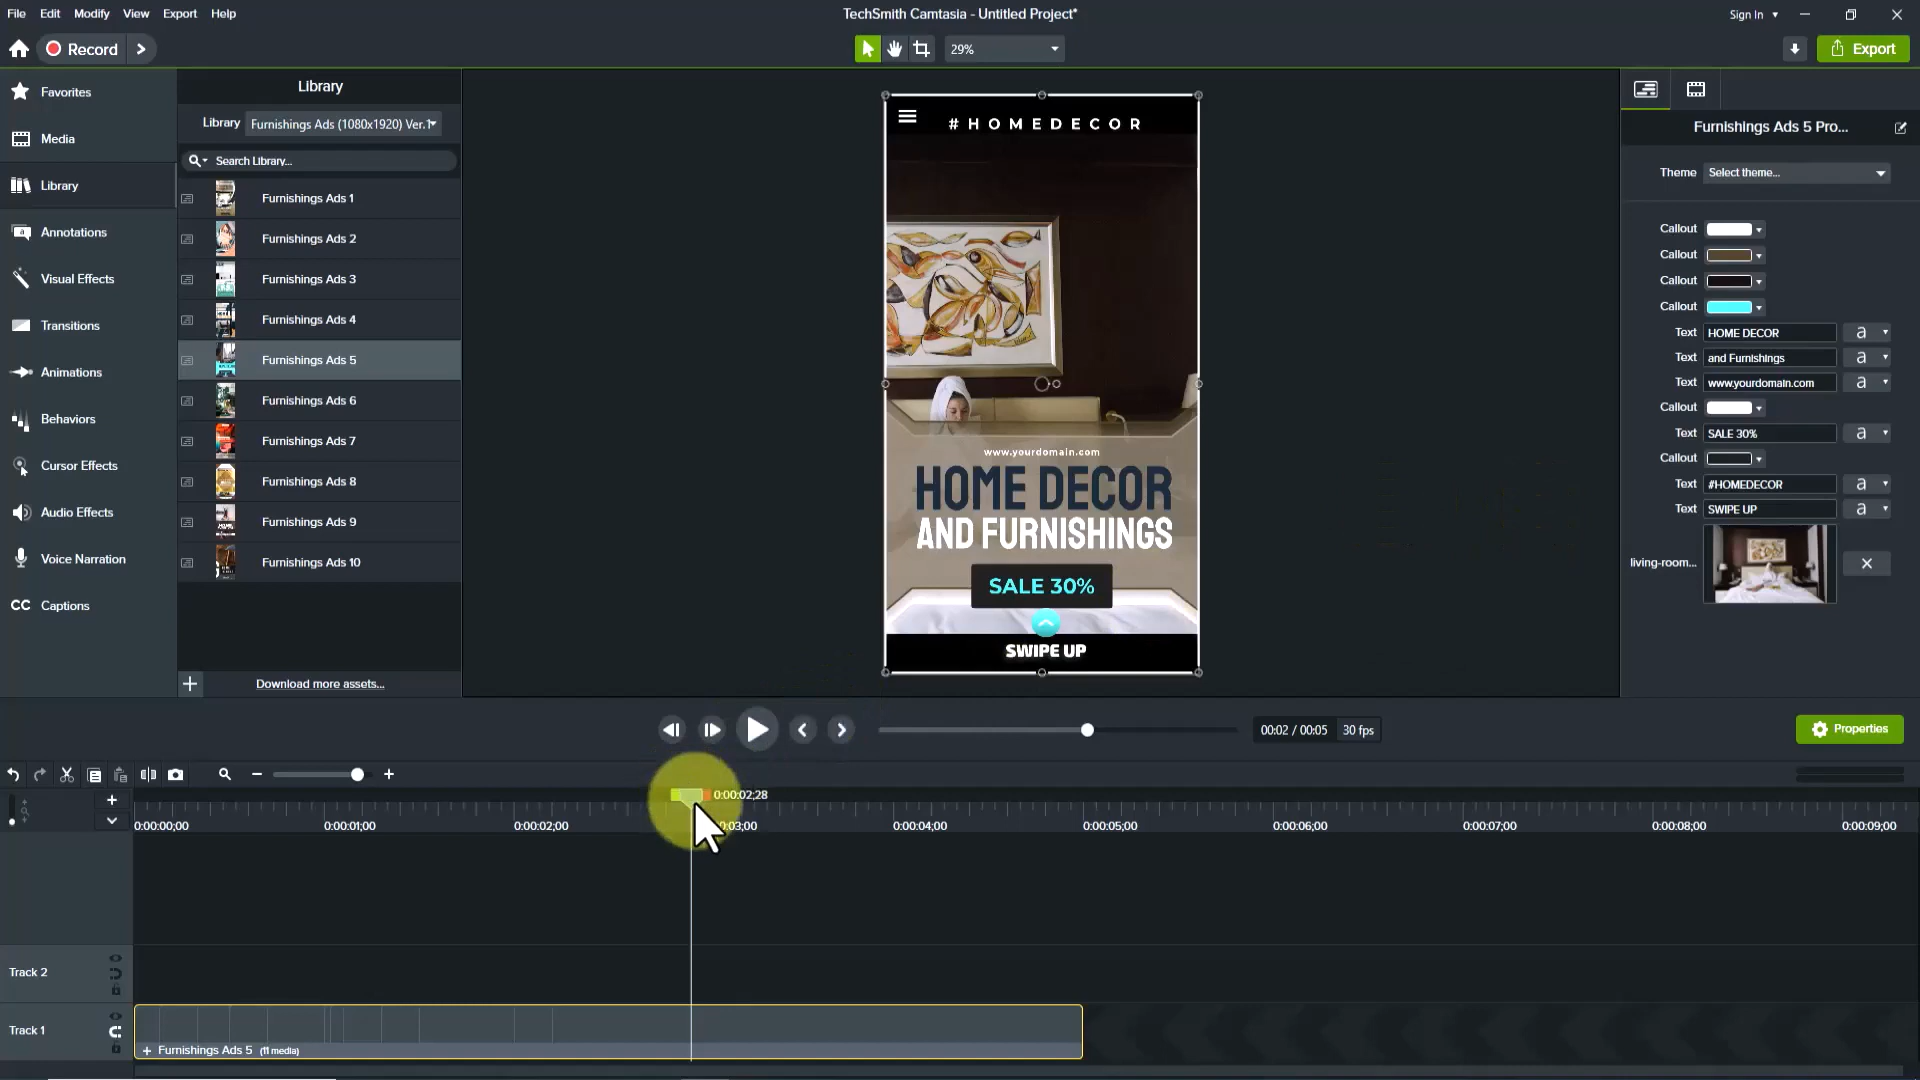 File Edit Modify View Export Help
TechSmith Camtasia - Untitled Project*
Sign In
Record
29%
Export
Favorites
Media
Library
Annotations
Visual Effects
Transitions
Animations
Behaviors
Cursor Effects
Audio Effects
Voice Narration
CC Captions
Library
Library Furnishings Ads (1080x1920) Ver.1
Search Library...
Furnishings Ads 1
Furnishings Ads 2
Furnishings Ads 3
Furnishings Ads 4
Furnishings Ads 5
Furnishings Ads 6
Furnishings Ads 7
Furnishings Ads 8
Furnishings Ads 9
Furnishings Ads 10
Download more assets...
#HOMEDECOR
www.yourdomain.com
HOME DECOR
AND FURNISHINGS
SALE 30%
SWIPE UP
Furnishings Ads 5 Pro...
Theme Select theme...
Callout
Callout
Callout
Callout
Text HOME DECOR a
Text and Furnishings a
Text www.yourdomain.com a
Callout
Text SALE 30% a
Callout
Text #HOMEDECOR a
Text SWIPE UP a
living-room...
00:02 / 00:05 30 fps
Properties
0:00:02;28
0:00:00;00 0:00:01;00 0:00:02;00 03;00 0:00:04;00 0:00:05;00 0:00:06;00 0:00:07;00 0:00:08;00 0:00:09;00
Track 2
Track 1
Furnishings Ads 5 (11 media)